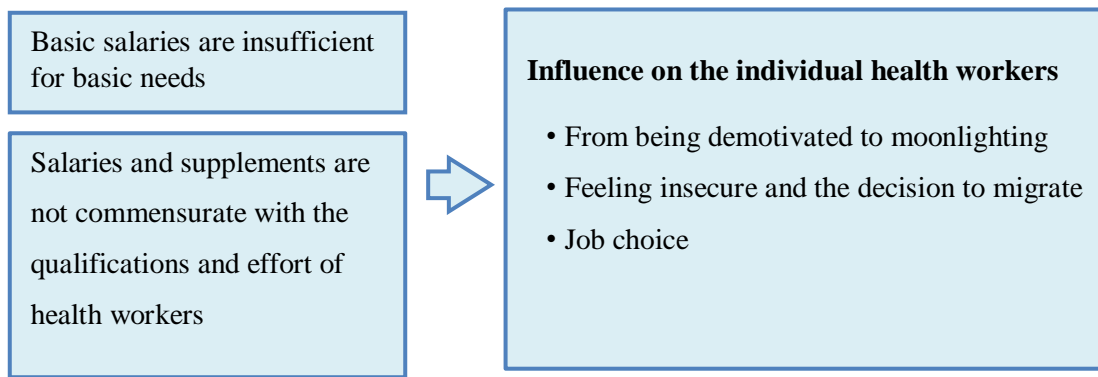 Basic salaries are insufficient
for basic needs
Salaries and supplements are
not commensurate with the
qualifications and effort of
health workers
Influence on the individual health workers
• From being demotivated to moonlighting
• Feeling insecure and the decision to migrate
• Job choice